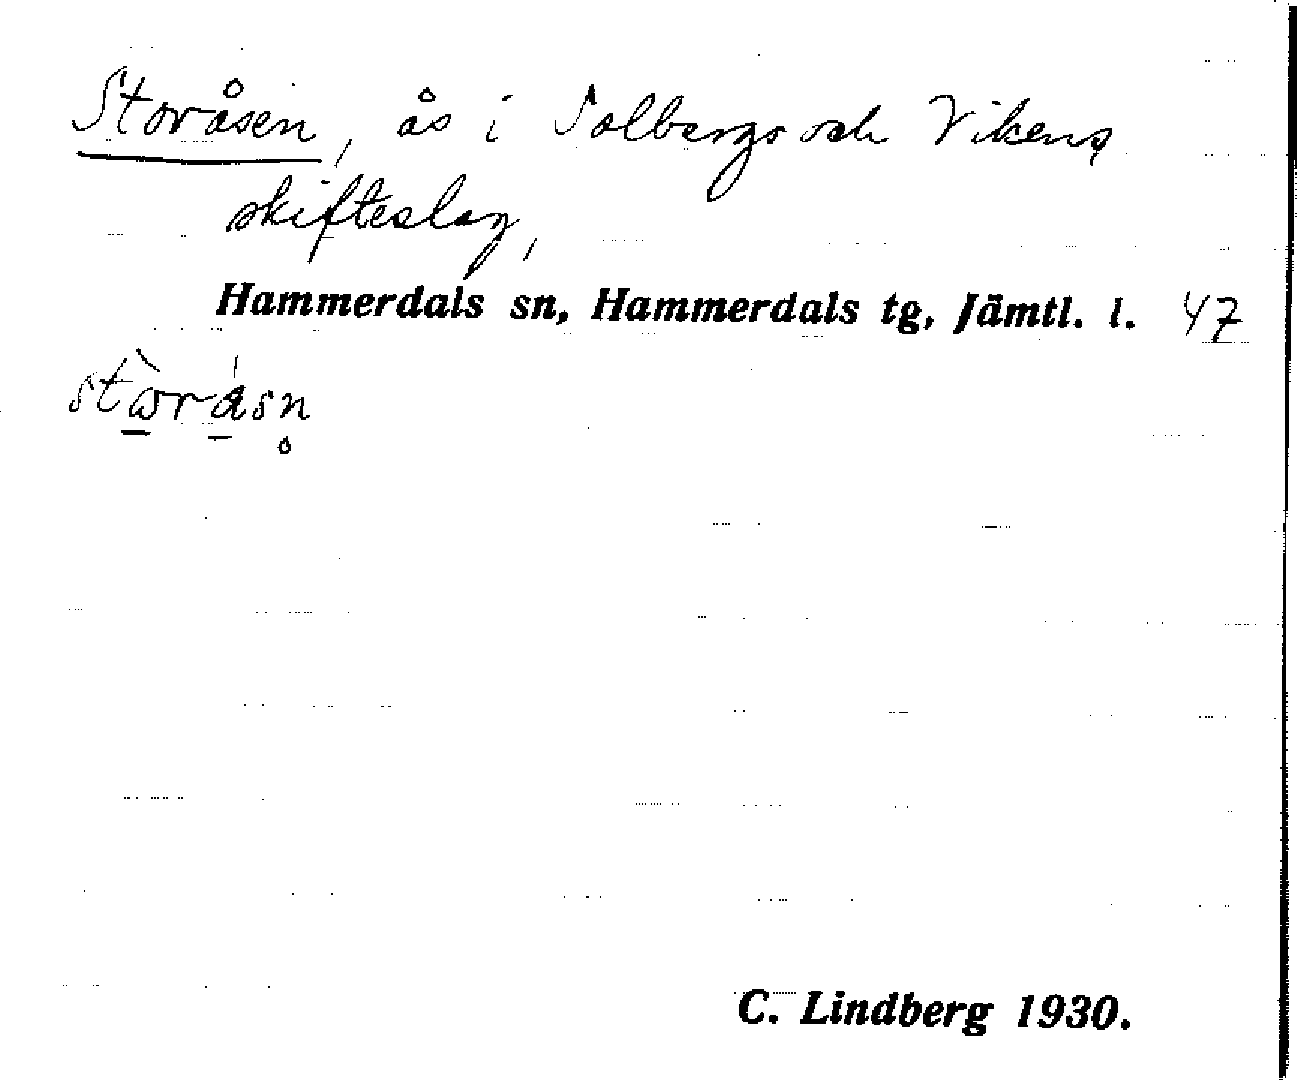 Storåsen, ås i Solbergs och Vikens
skifteslag,
Hammerdals sn, Hammerdals tg, Jämtl. l. 47
C. Lindberg 1930.